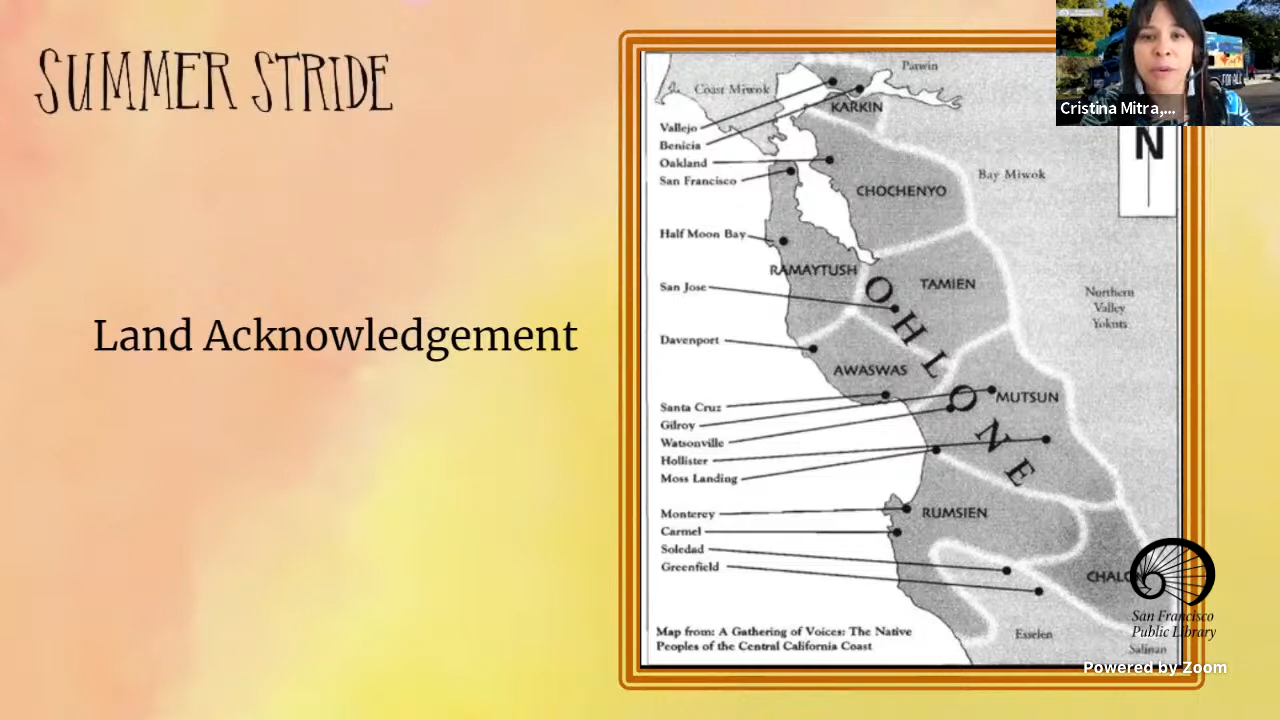 SUMMER STRIDE
Land Acknowledgement
Coast Miwok
Patwin
KARKIN
Vallejo
Benicia
Oakland
San Francisco
CHOCHENYO
Bay Miwok
N
Half Moon Bay
RAMAYTUSH
TAMIEN
San Jose
OHLONE
Northern
Valley
Yokuts
Davenport
AWASWAS
Santa Cruz
Gilroy
Watsonville
Hollister
Moss Landing
MUTSUN
Monterey
Carmel
Soledad
Greenfield
RUMSIEN
CHALO
Esselen
Salinan
Map from: A Gathering of Voices: The Native
Peoples of the Central California Coast
San Francisco
Public Library
Powered by Zoom
Cristina Mitra,...
FOR ALL